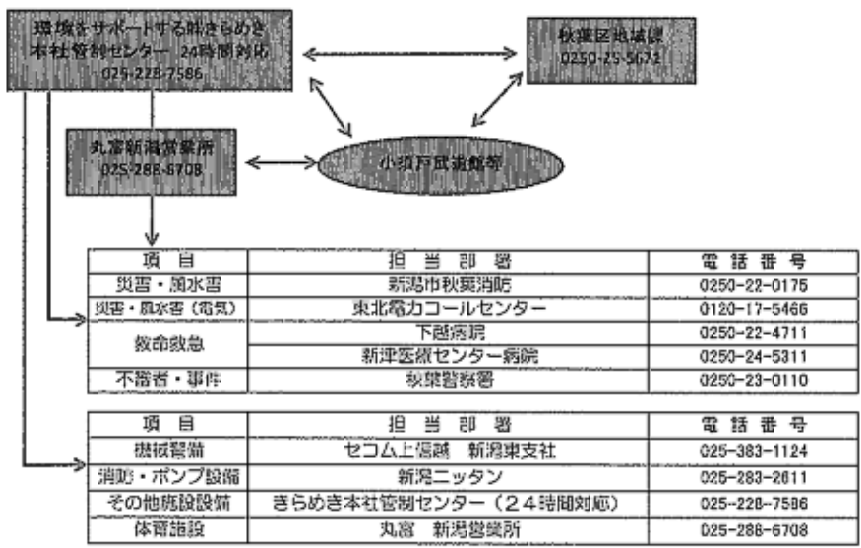 環境をサポートする㈱きらめき
本社管制センター 24時間対応
025-228-7586
秋葉区地域課
0250-25-5671
丸富新潟営業所
025-288-6708
小須戸武道館等
項 目 担 当 部 署 電 話 番 号
災害・風水害 新潟市秋葉消防 0250-22-0175
災害・風水害(電気) 東北電力コールセンター 0120-17-5466
救命救急 下越病院 0250-22-4711
新津医療センター病院 0250-24-5311
不審者・事件 秋葉警察署 0250-23-0110
項 目 担 当 部 署 電 話 番 号
機械警備 セコム上信越 新潟東支社 025-383-1124
消防・ポンプ設備 新潟ニッタン 025-283-2611
その他施設設備 きらめき本社管制センター(24時間対応) 025-228-7586
体育施設 丸富 新潟営業所 025-288-6708